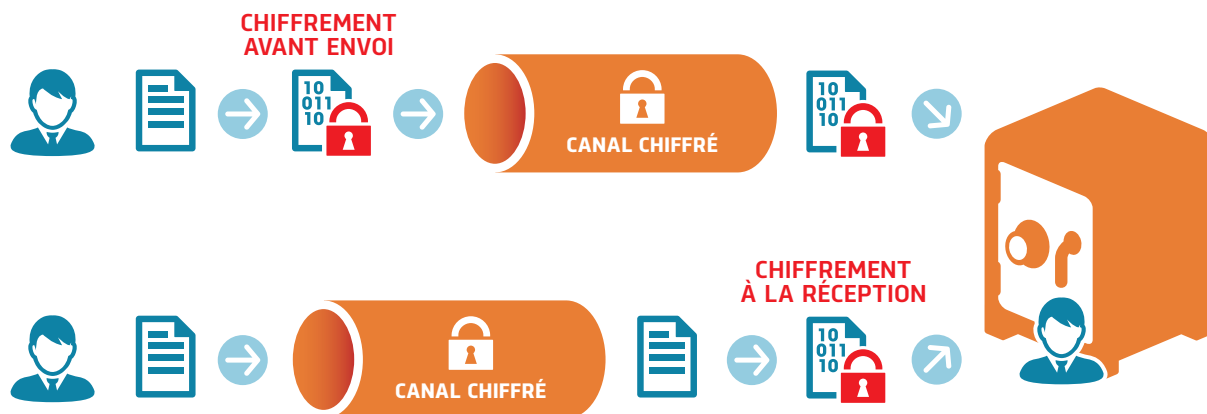 CHIFFREMENT
AVANT ENVOI
10
011
10
CANAL CHIFFRÉ
10
011
10
CHIFFREMENT
À LA RÉCEPTION
CANAL CHIFFRÉ
10
011
10